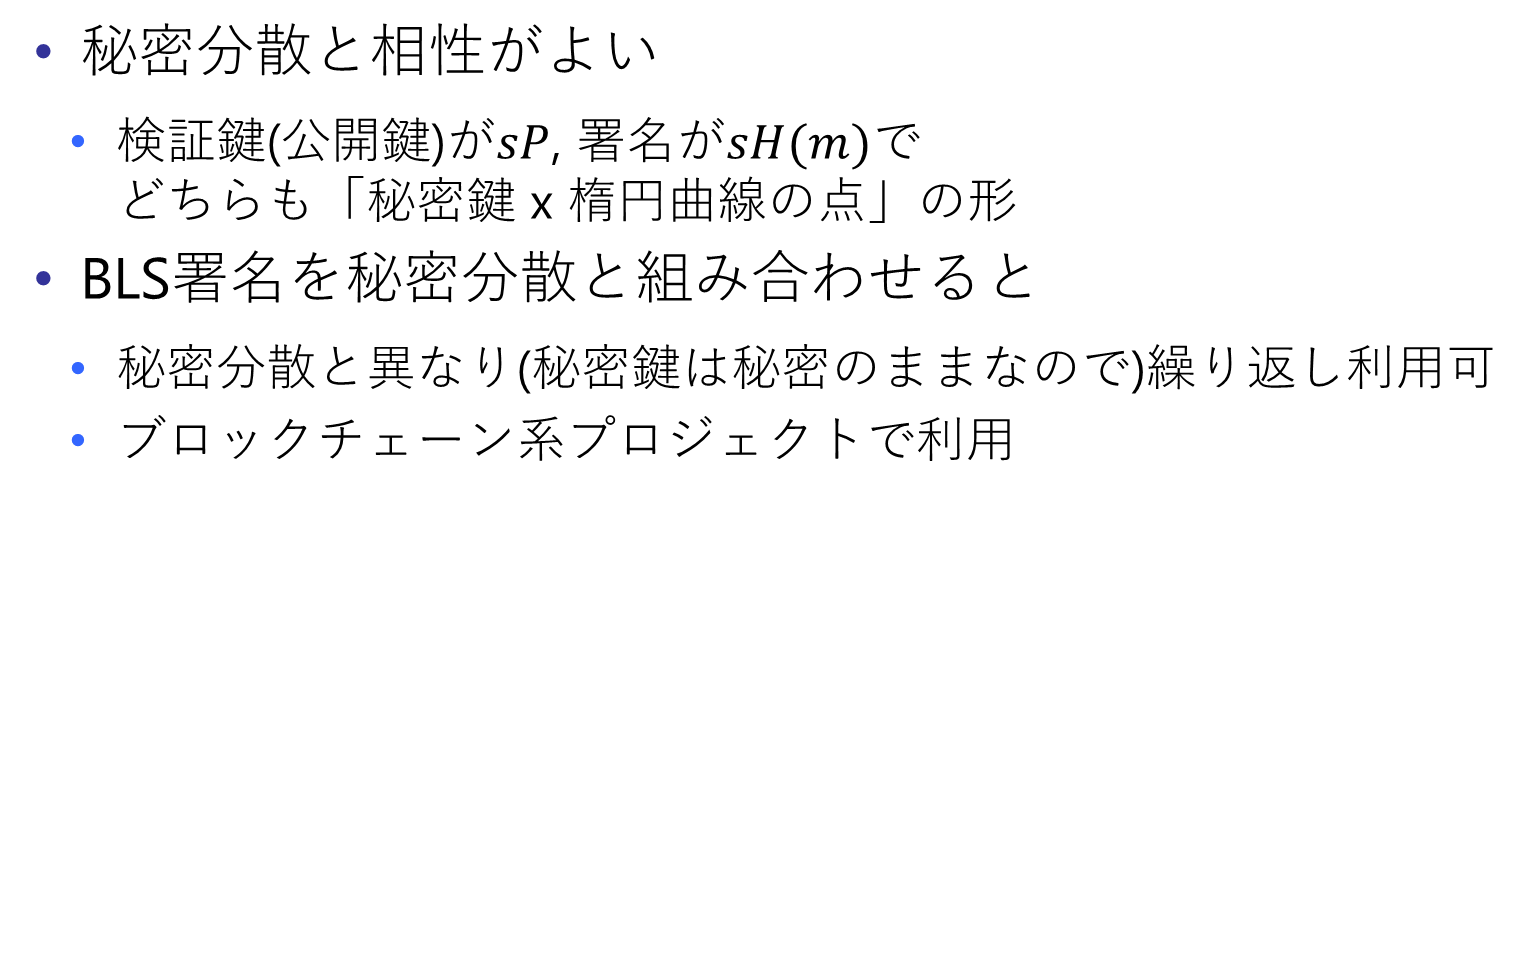 • 秘密分散と相性がよい
• 検証鍵(公開鍵)がsP, 署名がsH(m)で
どちらも「秘密鍵 x 楕円曲線の点」の形
• BLS署名を秘密分散と組み合わせると
• 秘密分散と異なり(秘密鍵は秘密のままなので)繰り返し利用可
• ブロックチェーン系プロジェクトで利用